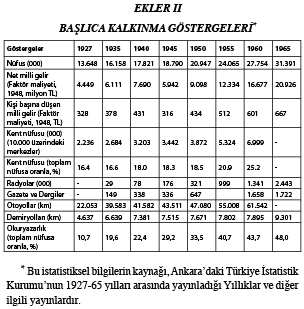 EKLER II
BAŞLICA KALKINMA GÖSTERGELERİ*
Göstergeler 1927 1935 1940 1945 1950 1955 1960 1965
Nüfus (000) 13.648 16.158 17.821 18.790 20.947 24.065 27.754 31.391
Net milli gelir
(Faktör maliyeti,
1948, milyon TL) 4.449 6.111 7.690 5.942 9.098 12.334 16.677 20.926
Kişi başına düşen
milli gelir (Faktör
maliyeti, 1948, TL) 328 378 431 316 434 512 601 667
Kent nüfusu (000)
(10.000 üzerindeki
merkezler) 2.236 2.684 3.203 3.442 3.872 5.324 6.999 -
Kent nüfusu (toplam
nüfusa oranla, %) 16.4 16.6 18.0 18.3 18.5 20.9 25.2 -
Radyolar (000) - 29 78 176 321 999 1.341 2.443
Gazete ve Dergiler - 149 338 336 647 1.658 1.722
Otoyollar (km) 22.053 39.583 41.582 43.511 47.080 55.008 61.542 -
Demiryolları (km) 4.637 6.639 7.381 7.515 7.671 7.802 7.895 9.301
Okuryazarlık
(toplam nüfusa
oranla, %) 10,7 19,6 22,4 29,2 33,5 40,7 43,7 48,0
* Bu istatistiksel bilgilerin kaynağı, Ankara'daki Türkiye İstatistik
Kurumu'nun 1927-65 yılları arasında yayınladığı Yıllıklar ve diğer
ilgili yayınlardır.